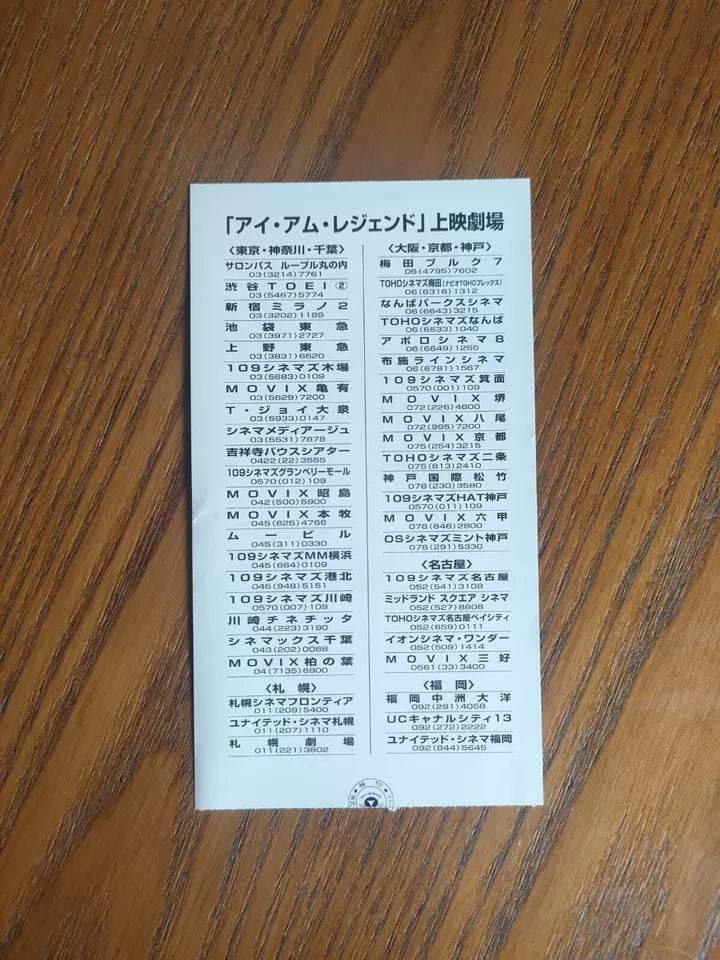 「アイ・アム・レジェンド」上映劇場
〈東京・神奈川・千葉〉
サロンパス ルーブル丸の内
03(3214)7761
渋谷TOEI②
03(5467)5774
新宿ミラノ2
03(3202)1189
池袋東急
03(3971)2727
上野東急
03(3831)6620
109シネマズ木場
03(5683)0109
MOVIX亀有
03(5629)7200
T・ジョイ大泉
03(5933)0147
シネマメディアージュ
03(5531)7878
吉祥寺バウスシアター
0422(22)3555
109シネマズグランベリーモール
0570(012)109
MOVIX昭島
042(500)5900
MOVIX本牧
045(625)4766
ムービル
045(311)0330
109シネマズMM横浜
045(664)0109
109シネマズ港北
045(948)5151
109シネマズ川崎
0570(007)109
川崎チネチッタ
044(223)3190
シネマックス千葉
043(202)0088
MOVIX柏の葉
04(7135)6900
〈札幌〉
札幌シネマフロンティア
011(209)5400
ユナイテッド・シネマ札幌
011(207)1110
札幌劇場
011(221)3802
〈大阪・京都・神戸〉
梅田ブルク7
06(4795)7602
TOHOシネマズ梅田(ナビオTOHOプレックス)
06(6316)1312
なんばパークスシネマ
06(6643)3215
TOHOシネマズなんば
06(6633)1040
アポロシネマ8
06(6649)1255
布施ラインシネマ
06(6781)1567
109シネマズ箕面
0570(001)109
MOVIX堺
072(226)4800
MOVIX八尾
072(995)7200
MOVIX京都
075(254)3215
TOHOシネマズ二条
075(813)2410
神戸国際松竹
078(230)3580
109シネマズHAT神戸
0570(011)109
MOVIX六甲
078(846)2800
OSシネマズミント神戸
078(291)5330
〈名古屋〉
109シネマズ名古屋
052(541)3109
ミッドランド スクエア シネマ
052(527)8808
TOHOシネマズ名古屋ベイシティ
052(659)0111
イオンシネマ・ワンダー
052(509)1414
MOVIX三好
0561(33)3400
〈福岡〉
福岡中洲大洋
092(291)4058
UCキャナルシティ13
092(272)2222
ユナイテッド・シネマ福岡
092(844)5645